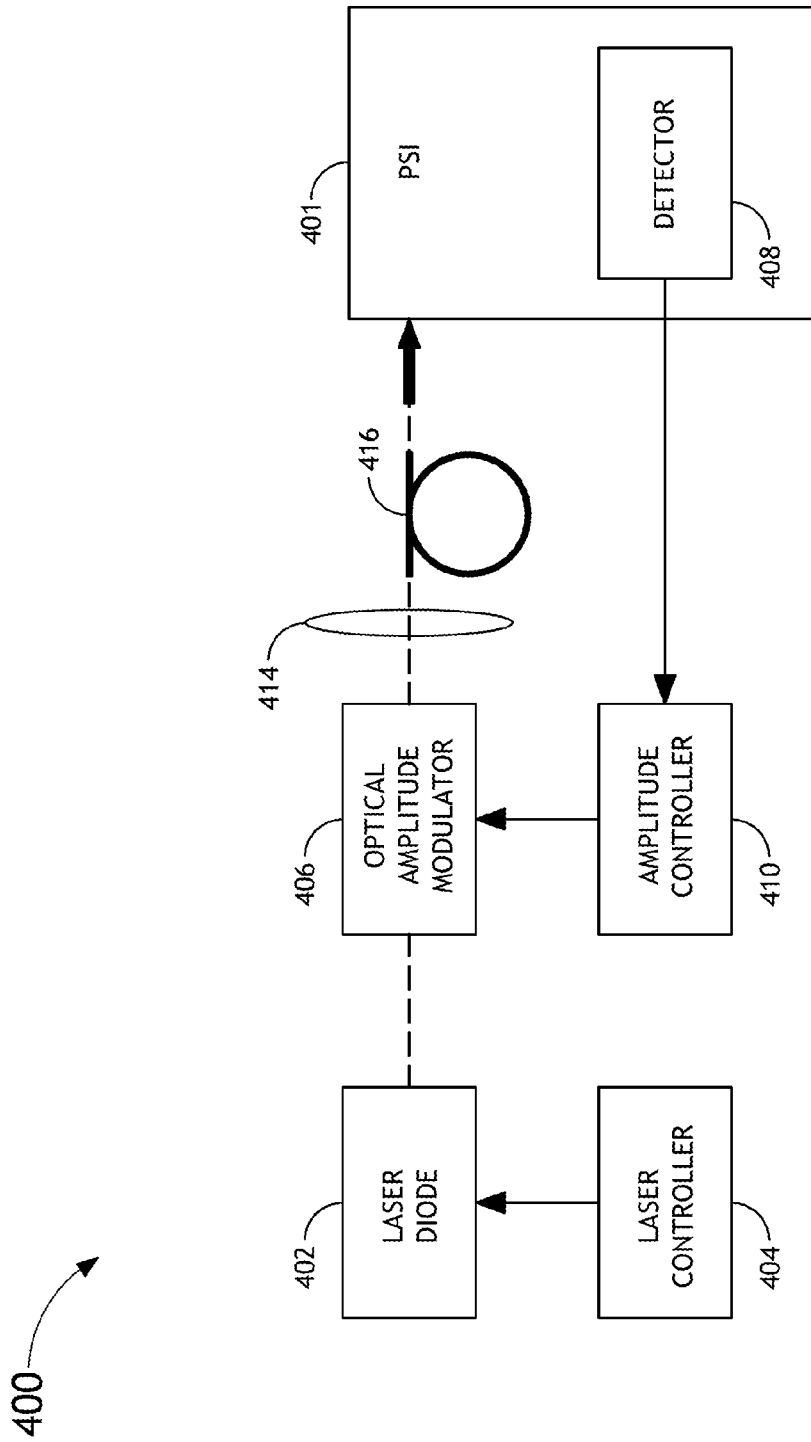 400
402
LASER
DIODE
LASER
CONTROLLER
404
406
OPTICAL
AMPLITUDE
MODULATOR
AMPLITUDE
CONTROLLER
410
414
416
401
PSI
DETECTOR
408